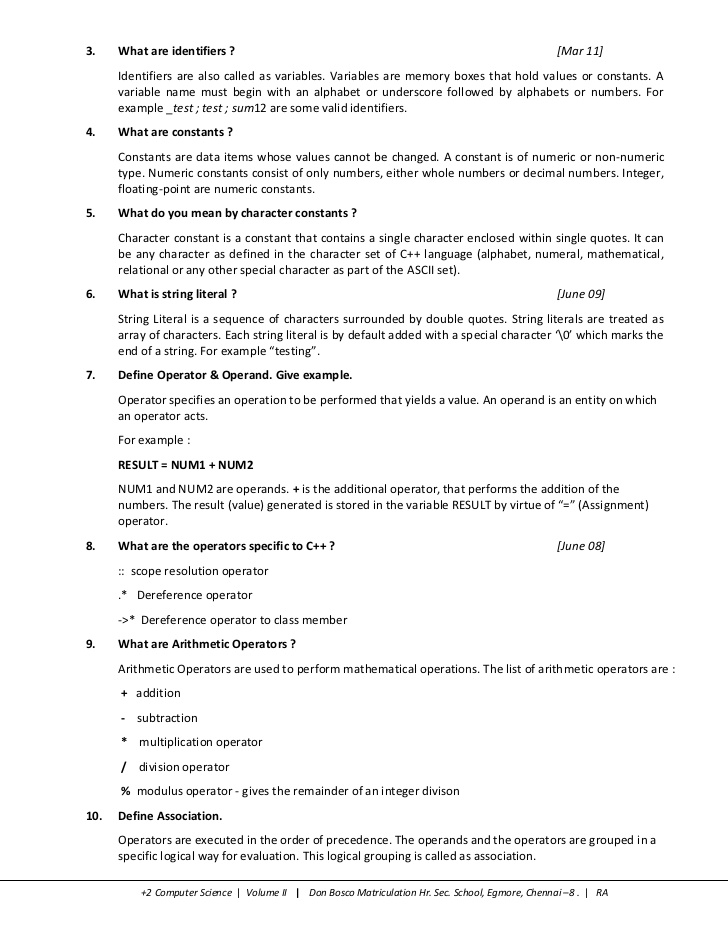 3. What are identifiers ? [Mar 11]
Identifiers are also called as variables. Variables are memory boxes that hold values or constants. A
variable name must begin with an alphabet or underscore followed by alphabets or numbers. For
example _test ; test ; sum12 are some valid identifiers.
4. What are constants ?
Constants are data items whose values cannot be changed. A constant is of numeric or non-numeric
type. Numeric constants consist of only numbers, either whole numbers or decimal numbers. Integer,
floating-point are numeric constants.
5. What do you mean by character constants ?
Character constant is a constant that contains a single character enclosed within single quotes. It can
be any character as defined in the character set of C++ language (alphabet, numeral, mathematical,
relational or any other special character as part of the ASCII set).
6. What is string literal ? [June 09]
String Literal is a sequence of characters surrounded by double quotes. String literals are treated as
array of characters. Each string literal is by default added with a special character ‘\0’ which marks the
end of a string. For example “testing”.
7. Define Operator & Operand. Give example.
Operator specifies an operation to be performed that yields a value. An operand is an entity on which
an operator acts.
For example :
RESULT = NUM1 + NUM2
NUM1 and NUM2 are operands. + is the additional operator, that performs the addition of the
numbers. The result (value) generated is stored in the variable RESULT by virtue of “=” (Assignment)
operator.
8. What are the operators specific to C++ ? [June 08]
:: scope resolution operator
.* Dereference operator
->* Dereference operator to class member
9. What are Arithmetic Operators ?
Arithmetic Operators are used to perform mathematical operations. The list of arithmetic operators are :
+ addition
- subtraction
* multiplication operator
/ division operator
% modulus operator - gives the remainder of an integer divison
10. Define Association.
Operators are executed in the order of precedence. The operands and the operators are grouped in a
specific logical way for evaluation. This logical grouping is called as association.
+2 Computer Science | Volume II | Don Bosco Matriculation Hr. Sec. School, Egmore, Chennai–8 . | RA